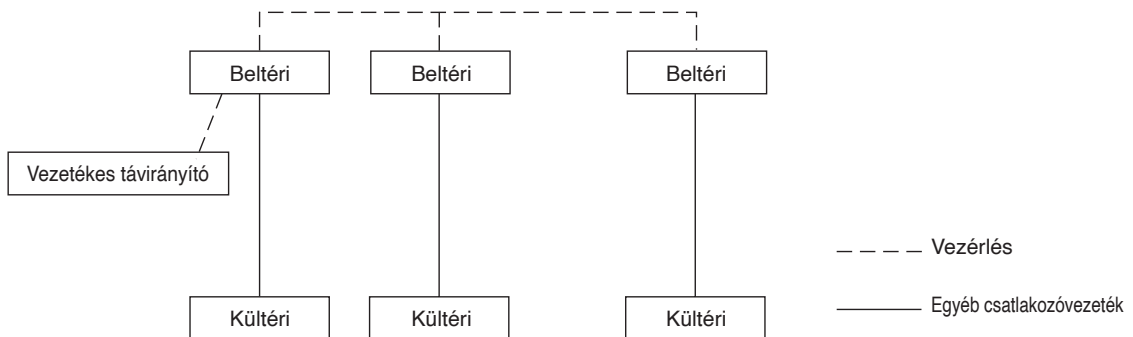 Beltéri Beltéri Beltéri
Vezetékes távirányító
Vezérlés
Egyéb csatlakozóvezeték
Kültéri Kültéri Kültéri